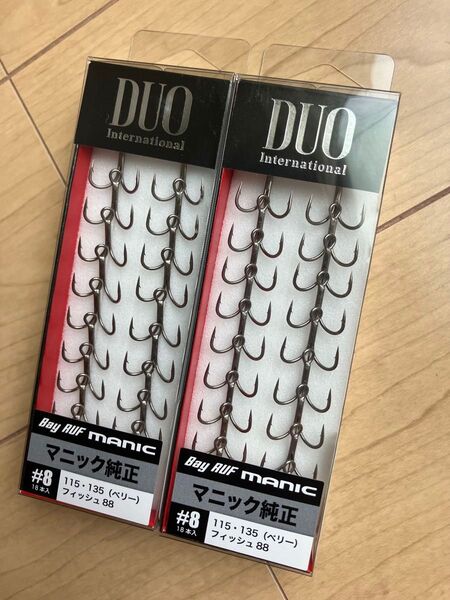 DUO
International
Bay RUF MANIC
マニック純正
#8
18本入
115・135（ベリー）
フィッシュ88
DUO
International
Bay RUF MANIC
マニック純正
#8
18本入
115・135（ベリー）
フィッシュ88